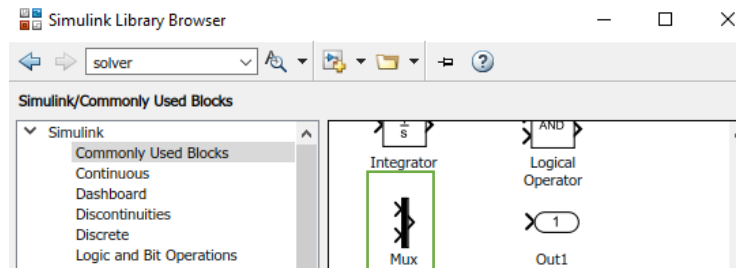 Simulink Library Browser
solver
Simulink/Commonly Used Blocks
Simulink
Commonly Used Blocks
Continuous
Dashboard
Discontinuities
Discrete
Logic and Bit Operations
1
s
AND
Integrator
Logical
Operator
1
Mux
Out1